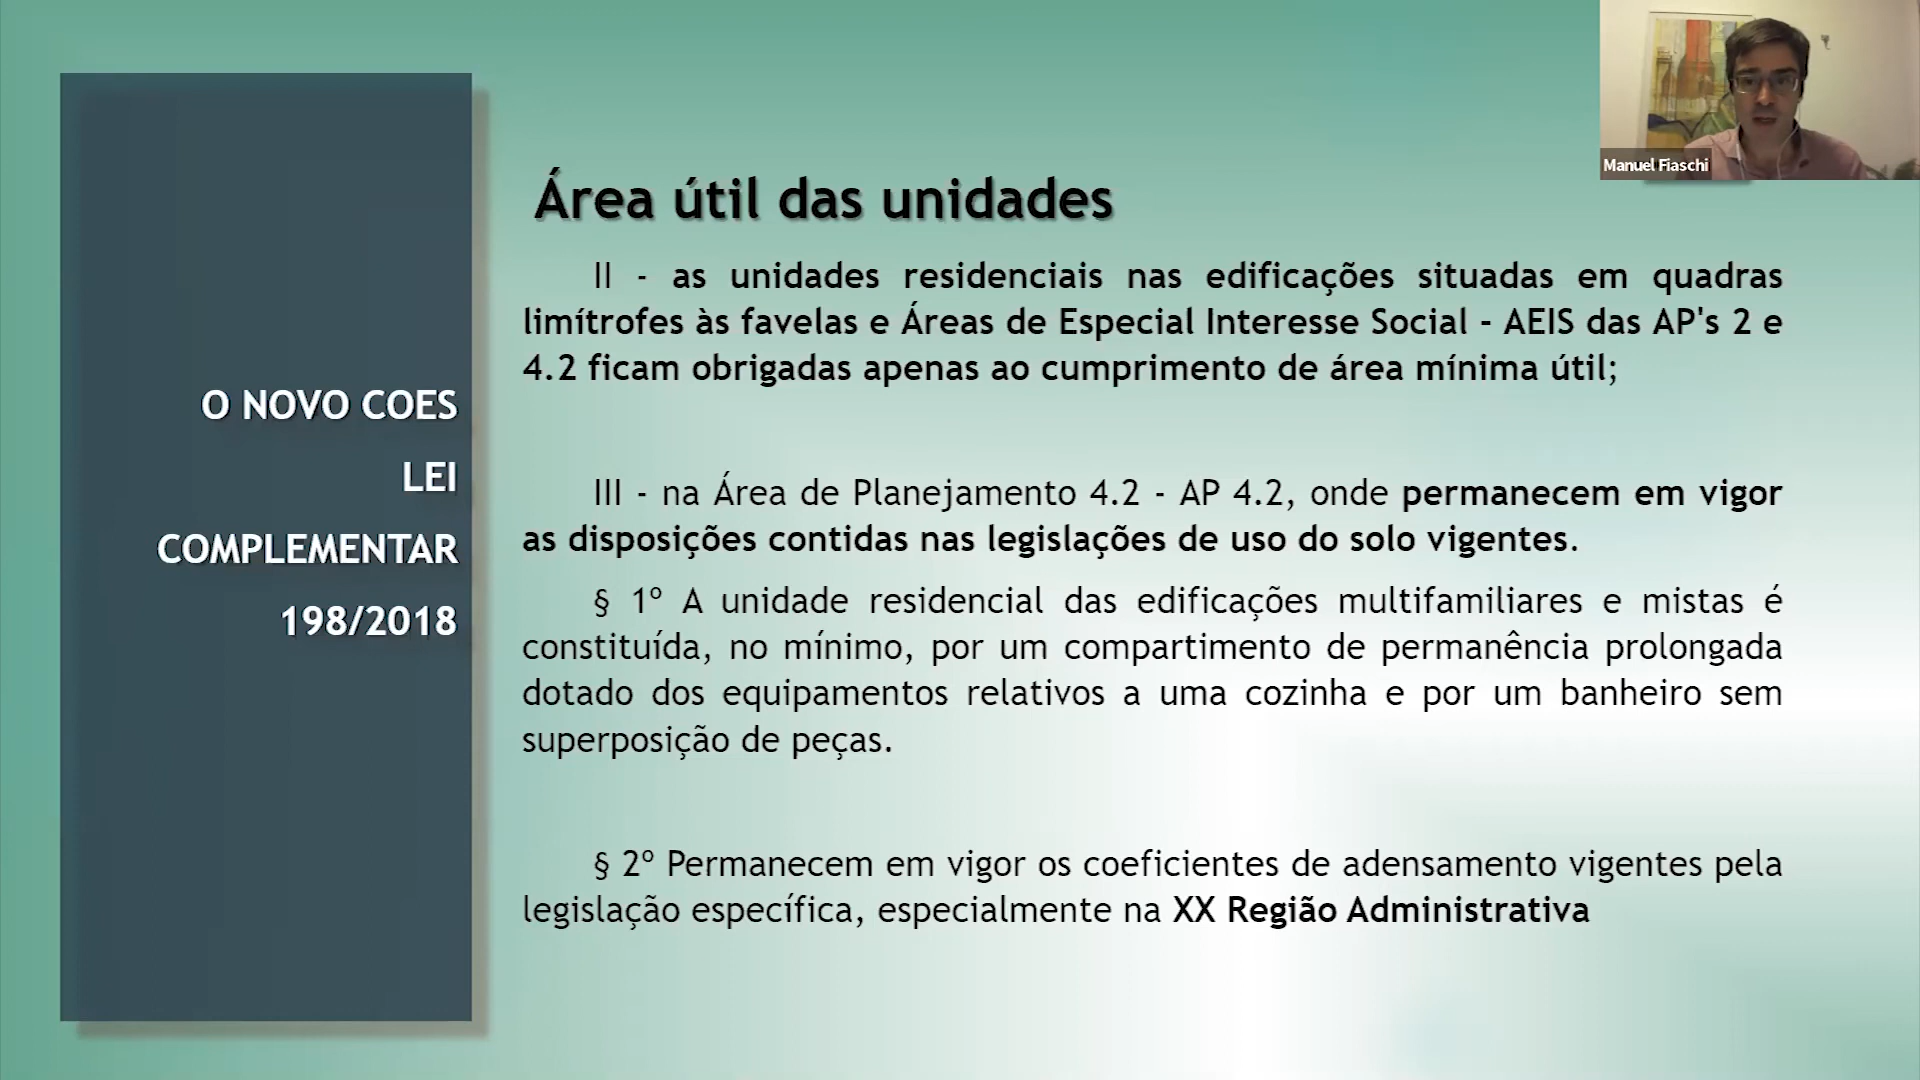 Manuel Fiaschi
O NOVO COES
LEI
COMPLEMENTAR
198/2018
Área útil das unidades
II - as unidades residenciais nas edificações situadas em quadras
limítrofes às favelas e Áreas de Especial Interesse Social - AEIS das AP's 2 e
4.2 ficam obrigadas apenas ao cumprimento de área mínima útil;
III - na Área de Planejamento 4.2 - AP 4.2, onde permanecem em vigor
as disposições contidas nas legislações de uso do solo vigentes.
§ 1º A unidade residencial das edificações multifamiliares e mistas é
constituída, no mínimo, por um compartimento de permanência prolongada
dotado dos equipamentos relativos a uma cozinha e por um banheiro sem
superposição de peças.
§ 2º Permanecem em vigor os coeficientes de adensamento vigentes pela
legislação específica, especialmente na XX Região Administrativa